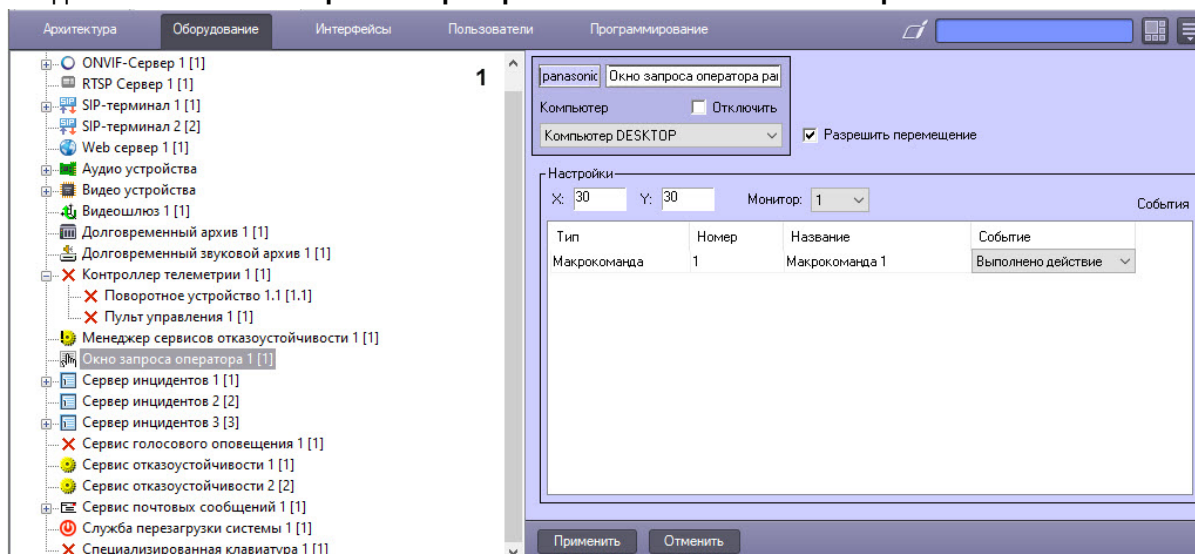 Архитектура Оборудование Интерфейсы Пользователи Программирование
ONVIF-Сервер 1 [1]
RTSP Сервер 1 [1]
SIP-терминал 1 [1]
SIP-терминал 2 [2]
Web сервер 1 [1]
Аудио устройства
Видео устройства
Видеошлюз 1 [1]
Долговременный архив 1 [1]
Долговременный звуковой архив 1 [1]
Контроллер телеметрии 1 [1]
Поворотное устройство 1.1 [1.1]
Пульт управления 1 [1]
Менеджер сервисов отказоустойчивости 1 [1]
Окно запроса оператора 1 [1]
Сервер инцидентов 1 [1]
Сервер инцидентов 2 [2]
Сервер инцидентов 3 [3]
Сервис голосового оповещения 1 [1]
Сервис отказоустойчивости 1 [1]
Сервис отказоустойчивости 2 [2]
Сервис почтовых сообщений 1 [1]
Служба перезагрузки системы 1 [1]
Специализированная клавиатура 1 [1]
1
panasonic Окно запроса оператора pai
Компьютер Отключить
Компьютер DESKTOP Разрешить перемещение
Настройки
X: 30 Y: 30 Монитор: 1
События
Тип Номер Название Событие
Макрокоманда 1 Макрокоманда 1 Выполнено действие
Применить Отменить